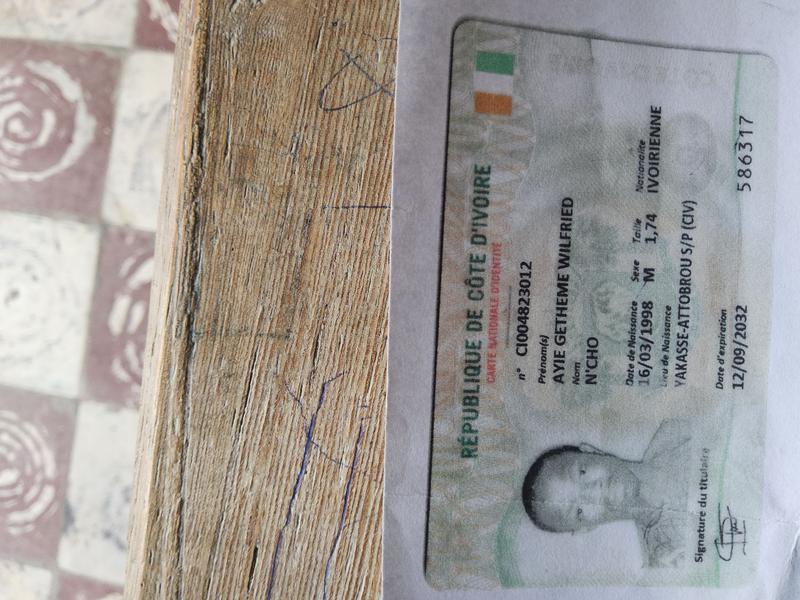 RÉPUBLIQUE DE CÔTE D'IVOIRE
CARTE NATIONALE D'IDENTITÉ
n° CI004823012
Prénom(s)
AYIE GETHEME WILFRIED
Nom
N'CHO
Date de Naissance Sexe Taille Nationalité
16/03/1998 M 1,74 IVOIRIENNE
Lieu de Naissance
YAKASSE-ATTOBROU S/P (CIV)
Signature du titulaire
Date d'expiration
12/09/2032
586317